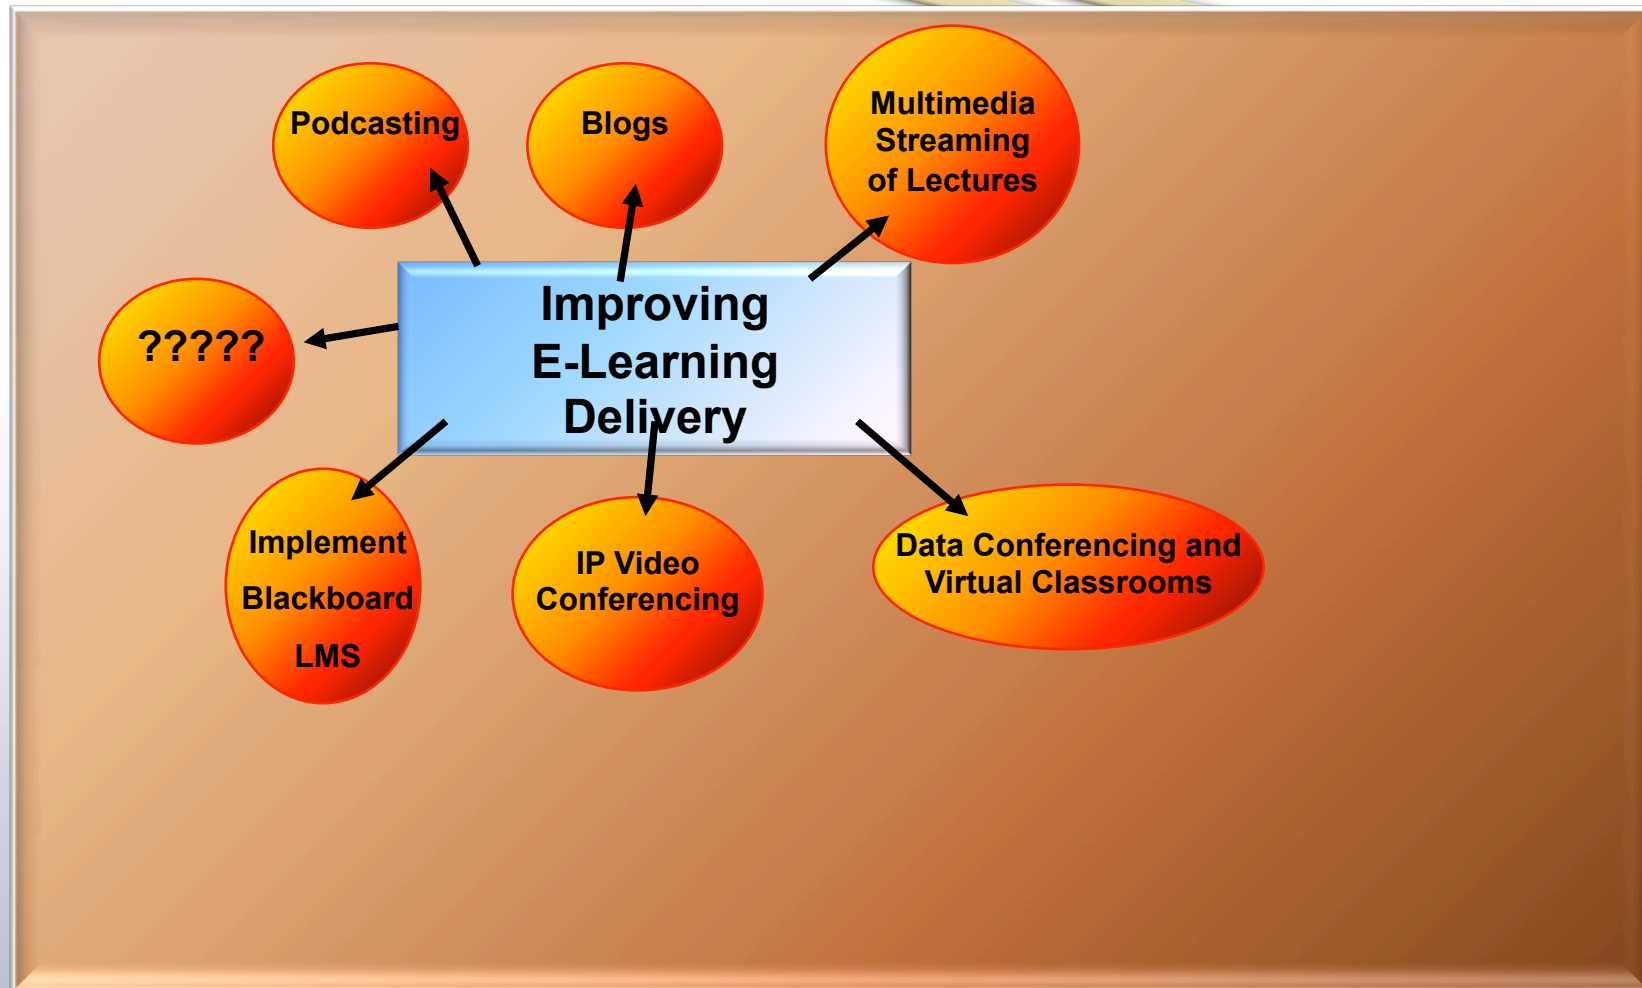 Podcasting
Blogs
Multimedia
Streaming
of Lectures
?????
Improving
E-Learning
Delivery
Implement
Blackboard
LMS
IP Video
Conferencing
Data Conferencing and
Virtual Classrooms